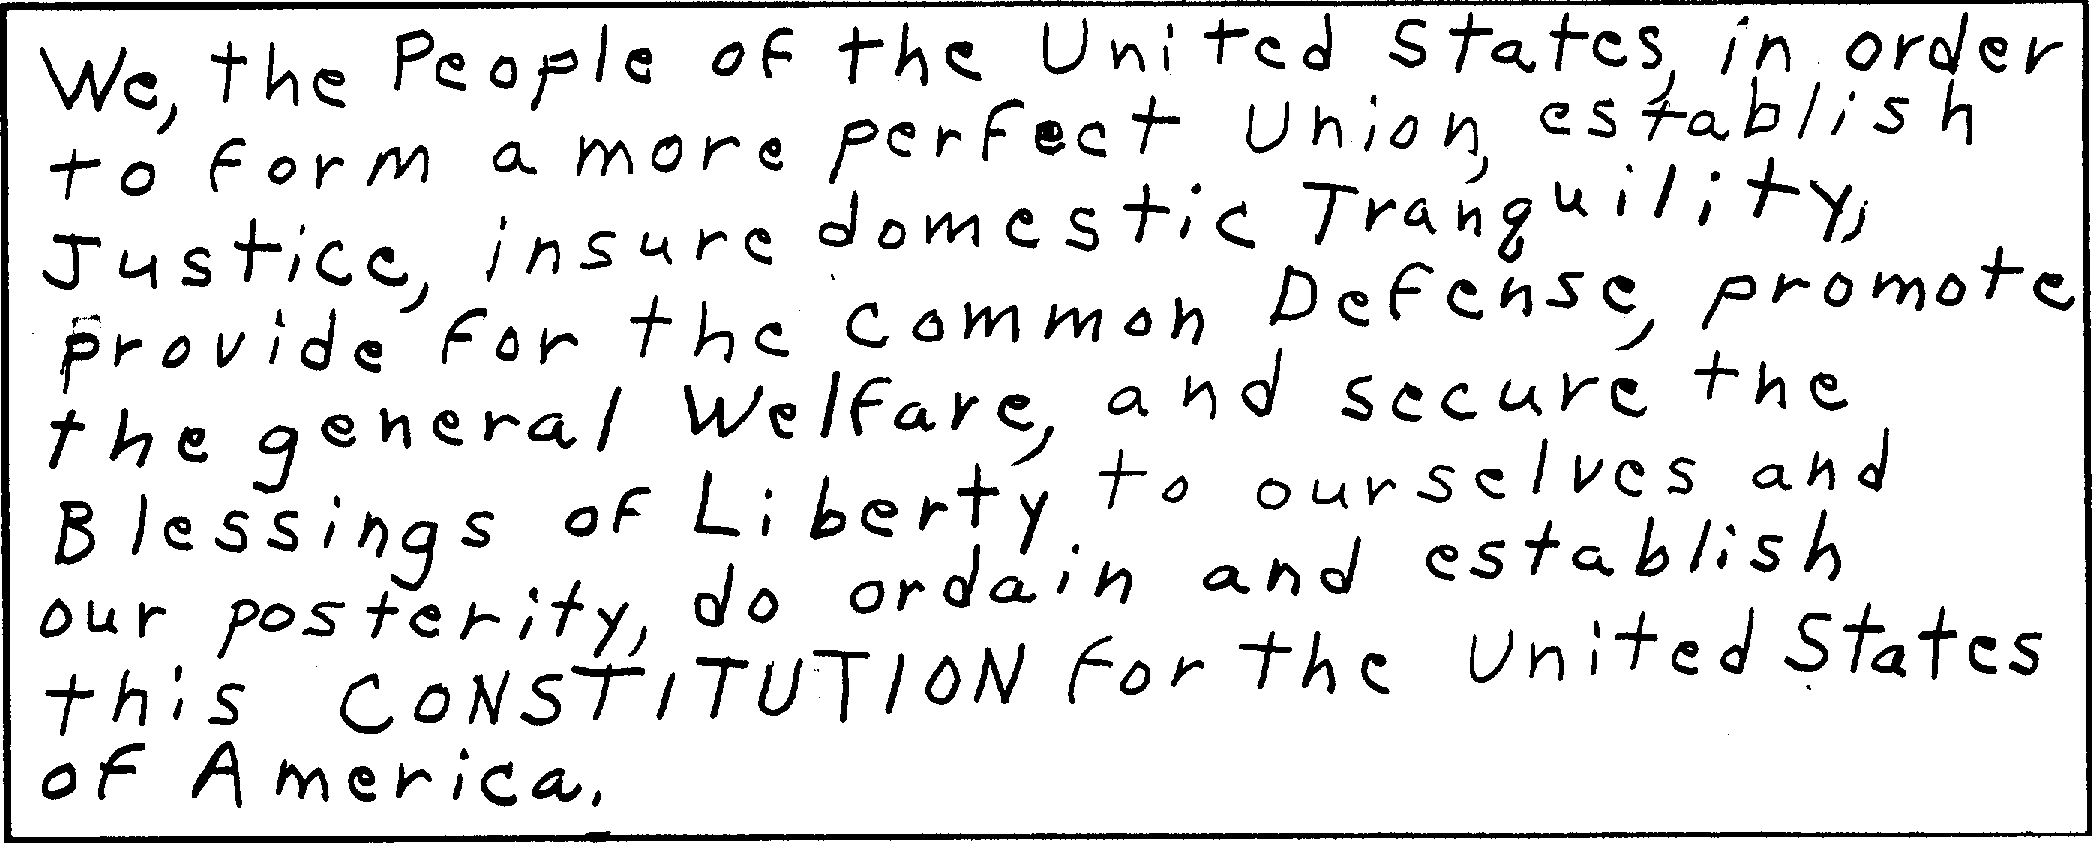 We, the People of the United States, in order
to form a more perfect Union, establish
Justice, insure domestic Tranquility,
provide for the common Defense, promote
the general Welfare, and secure the
Blessings of Liberty to ourselves and
our posterity, do ordain and establish
this CONSTITUTION for the United States
of America.